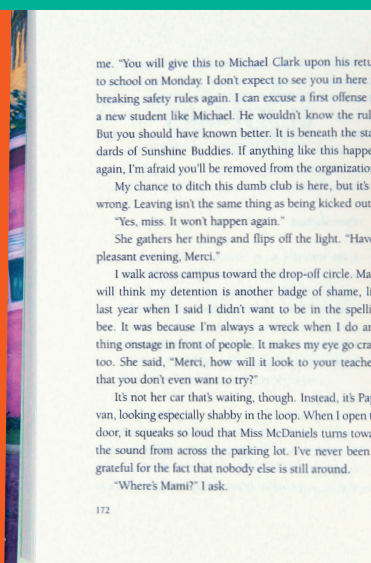 me. “You will give this to Michael Clark upon his retu
to school on Monday. I don’t expect to see you in here
breaking safety rules again. I can excuse a first offense
a new student like Michael. He wouldn’t know the rul
But you should have known better. It is beneath the sta
dards of Sunshine Buddies. If anything like this happe
again, I’m afraid you’ll be removed from the organizatio
My chance to ditch this dumb club is here, but it’s
wrong. Leaving isn’t the same thing as being kicked out
“Yes, miss. It won’t happen again.”
She gathers her things and flips off the light. “Have
pleasant evening, Merci.”
I walk across campus toward the drop-off circle. Ma
will think my detention is another badge of shame, li
last year when I said I didn’t want to be in the spelli
bee. It was because I’m always a wreck when I do an
thing onstage in front of people. It makes my eye go cra
too. She said, “Merci, how will it look to your teache
that you don’t even want to try?”
It’s not her car that’s waiting, though. Instead, it’s Pap
van, looking especially shabby in the loop. When I open t
door, it squeaks so loud that Miss McDaniels turns towa
the sound from across the parking lot. I’ve never been
grateful for the fact that nobody else is still around.
“Where’s Mami?” I ask.
172